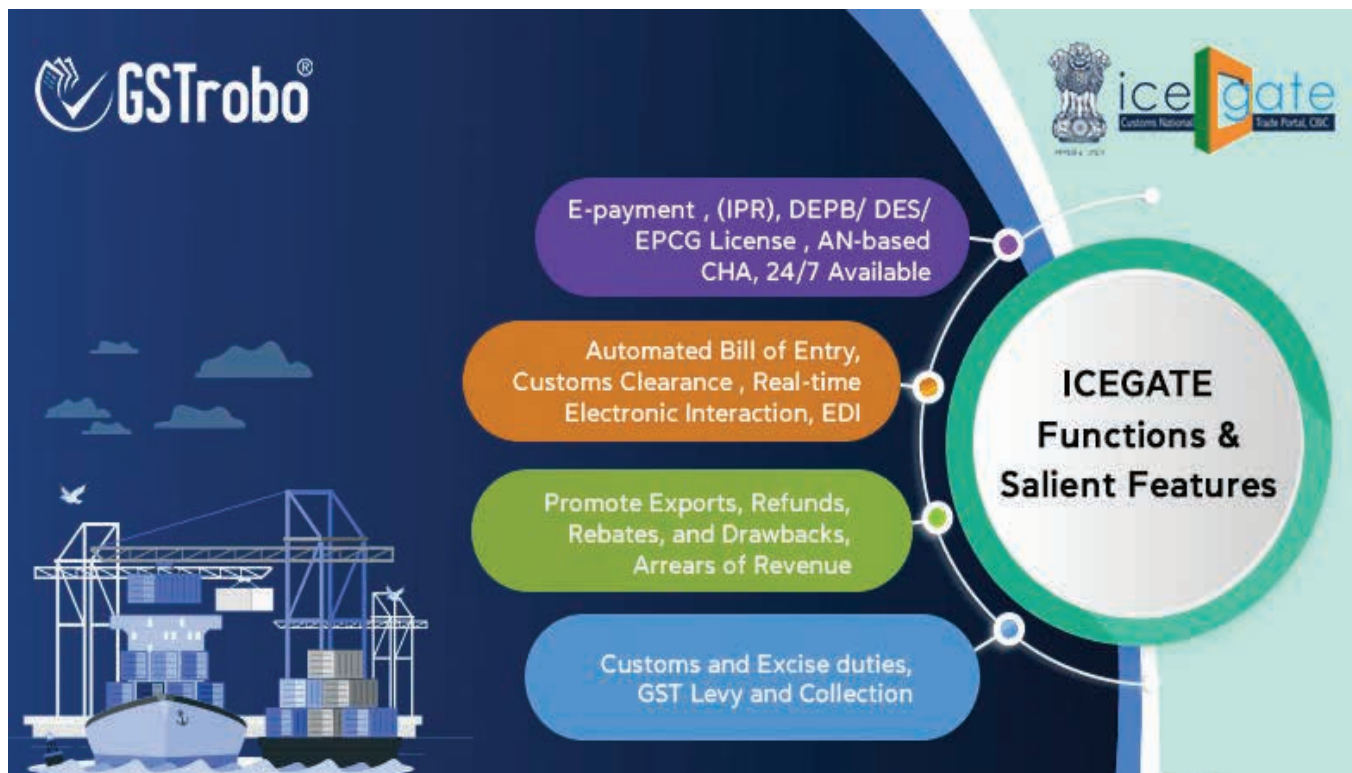 GSTrobo®
ice gate
Customs National Trade Portal, CBIC
E-payment , (IPR), DEPB/ DES/
EPCG License , AN-based
CHA, 24/7 Available
Automated Bill of Entry,
Customs Clearance , Real-time
Electronic Interaction, EDI
Promote Exports, Refunds,
Rebates, and Drawbacks,
Arrears of Revenue
Customs and Excise duties,
GST Levy and Collection
ICEGATE
Functions &
Salient Features